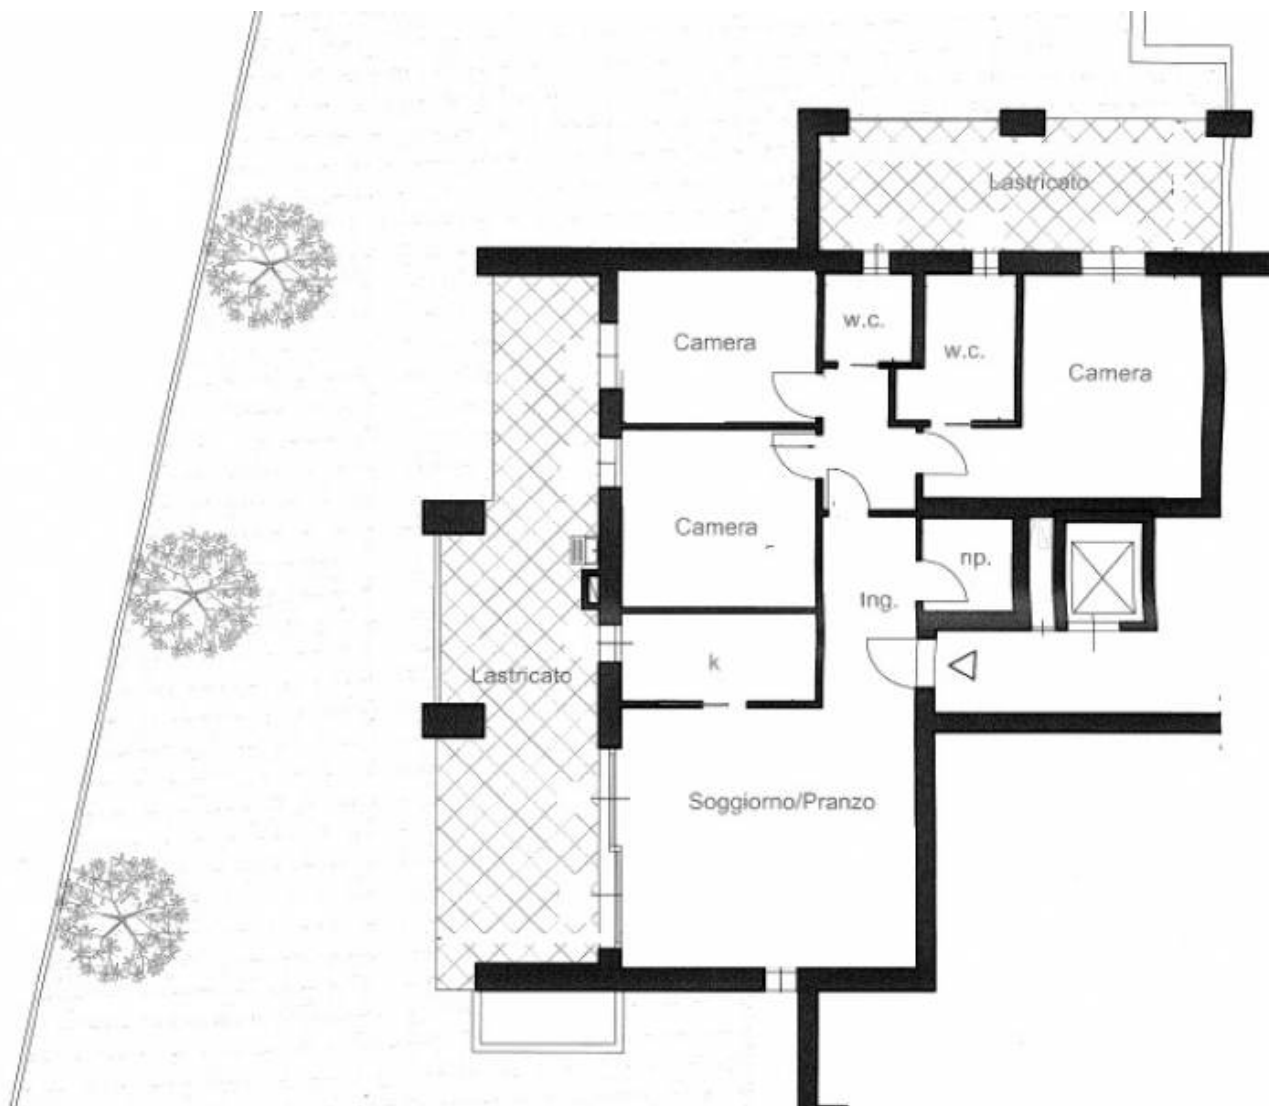 Lastricato
w.c.
Camera
w.c.
Camera
Camera
np.
Ing.
k
Lastricato
Soggiorno/Pranzo